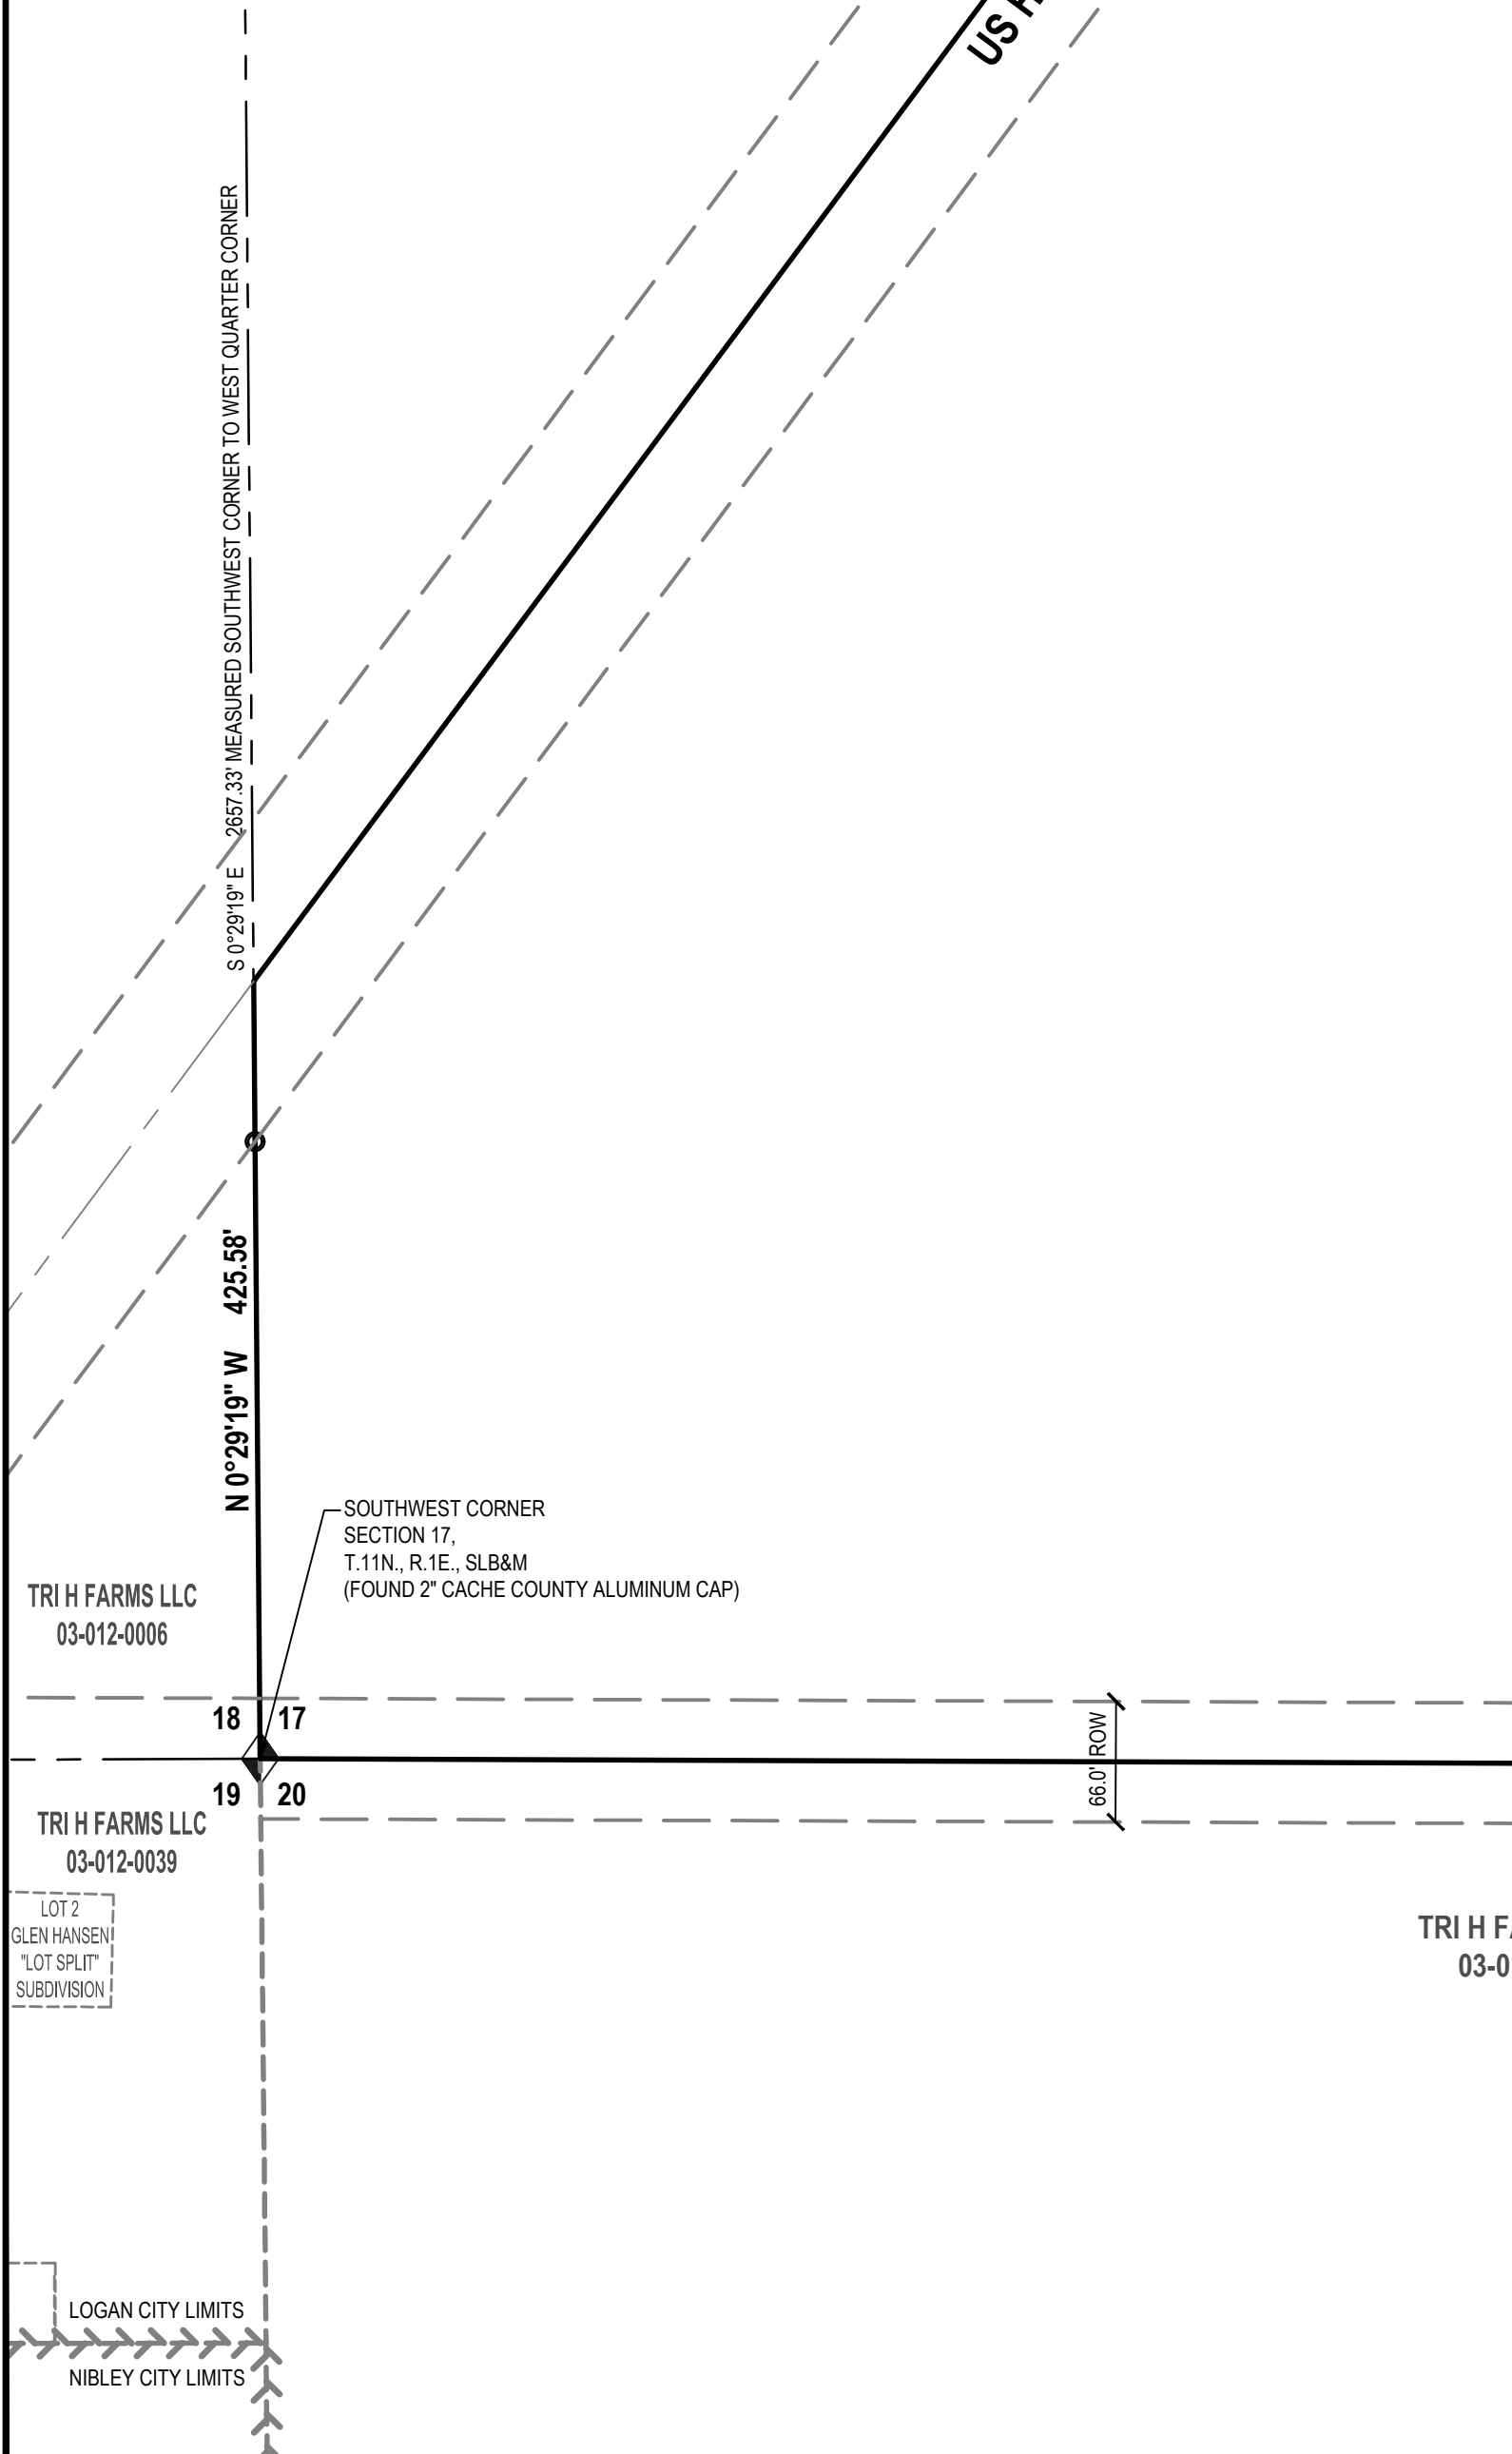 US
S 0°29'19" E 2657.33' MEASURED SOUTHWEST CORNER TO WEST QUARTER CORNER
N 0°29'19" W 425.58'
SOUTHWEST CORNER
SECTION 17,
T.11N., R.1E., SLB&M
(FOUND 2" CACHE COUNTY ALUMINUM CAP)
TRI H FARMS LLC
03-012-0006
18 17
66.0' ROW
19 20
TRI H FARMS LLC
03-012-0039
LOT 2
GLEN HANSEN
"LOT SPLIT"
SUBDIVISION
TRI H
03-0
LOGAN CITY LIMITS
NIBLEY CITY LIMITS